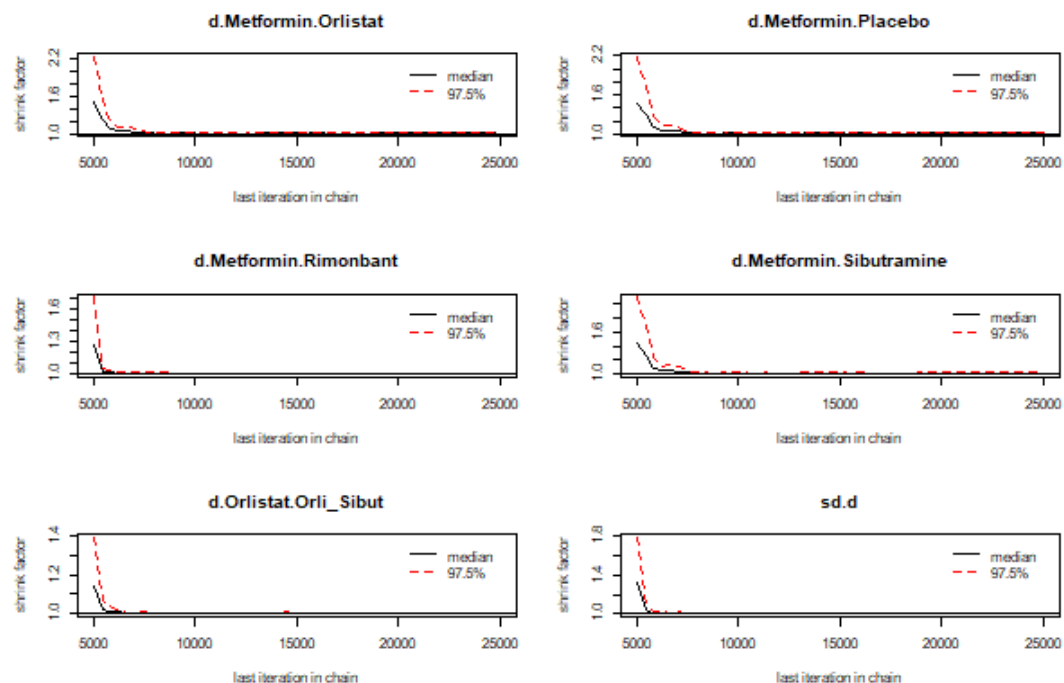 d.Metformin.Orlistat
shrink factor
1.0 1.6 2.2
median
97.5%
5000 10000 15000 20000 25000
last iteration in chain
d.Metformin.Placebo
shrink factor
1.0 1.6 2.2
median
97.5%
5000 10000 15000 20000 25000
last iteration in chain
d.Metformin.Rimonbant
shrink factor
1.0 1.3 1.6
median
97.5%
5000 10000 15000 20000 25000
last iteration in chain
d.Metformin.Sibutramine
shrink factor
1.0 1.6
median
97.5%
5000 10000 15000 20000 25000
last iteration in chain
d.Orlistat.Orli_Sibut
shrink factor
1.0 1.2 1.4
median
97.5%
5000 10000 15000 20000 25000
last iteration in chain
sd.d
shrink factor
1.0 1.4 1.8
median
97.5%
5000 10000 15000 20000 25000
last iteration in chain